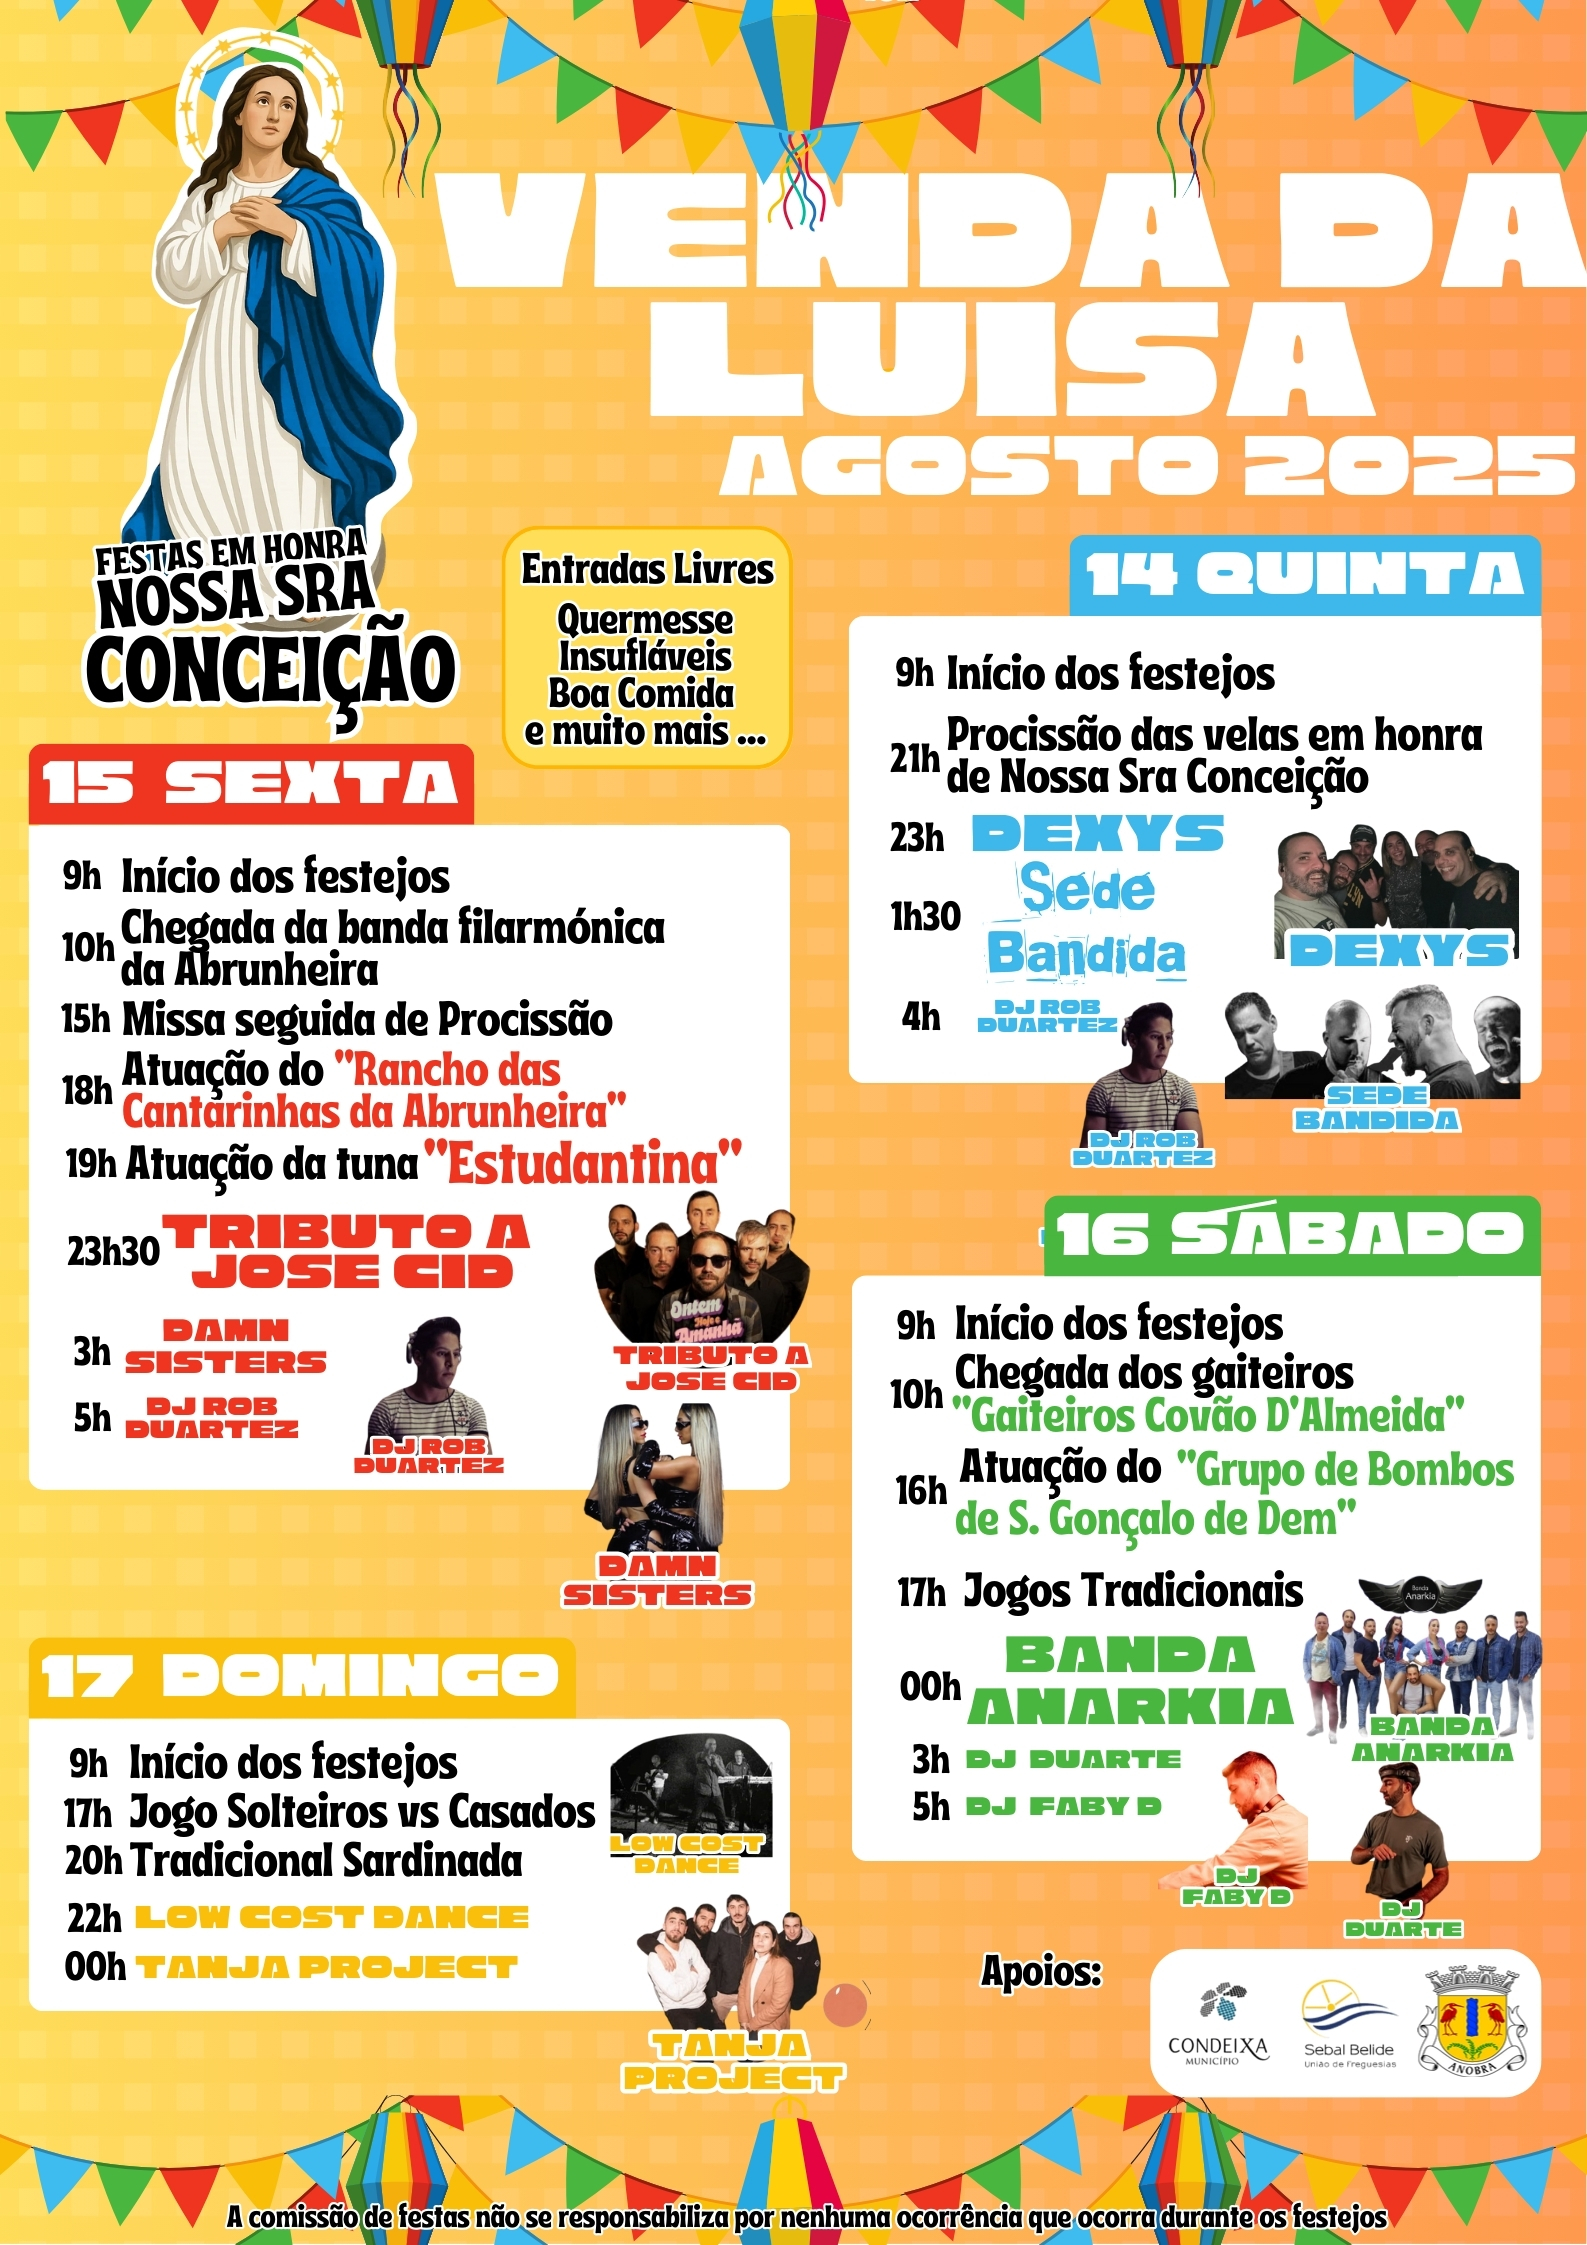 VENDA DA
LUISA
AGOSTO 2025
FESTAS EM HONRA
NOSSA SRA
CONCEIÇÃO
Entradas Livres
Quermesse
Insufláveis
Boa Comida
e muito mais ...
14 QUINTA
9h Início dos festejos
21h Procissão das velas em honra
de Nossa Sra Conceição
23h DEXYS
1h30 Sede
Bandida
4h DJ ROB
DUARTEZ
DEXYS
SEDE
BANDIDA
DJ ROB
DUARTEZ
15 SEXTA
9h Início dos festejos
10h Chegada da banda filarmónica
da Abrunheira
15h Missa seguida de Procissão
18h Atuação do "Rancho das
Cantarinhas da Abrunheira"
19h Atuação da tuna "Estudantina"
23h30 TRIBUTO A
JOSE CID
3h DAMN
SISTERS
5h DJ ROB
DUARTEZ
Ontem
Hoje e
Amanhã
TRIBUTO A
JOSE CID
DJ ROB
DUARTEZ
DAMN
SISTERS
16 SÁBADO
9h Início dos festejos
10h Chegada dos gaiteiros
"Gaiteiros Covão D'Almeida"
16h Atuação do "Grupo de Bombos
de S. Gonçalo de Dem"
17h Jogos Tradicionais
00h BANDA
ANARKIA
3h DJ DUARTE
5h DJ FABY D
Banda
Anarkia
BANDA
ANARKIA
DJ
FABY D
DJ
DUARTE
17 DOMINGO
9h Início dos festejos
17h Jogo Solteiros vs Casados
20h Tradicional Sardinada
22h LOW COST DANCE
00h TANJA PROJECT
LOW COST
DANCE
TANJA
PROJECT
Apoios:
CONDEIXA
MUNICÍPIO
Sebal Belide
União de Freguesias
ANOBRA
A comissão de festas não se responsabiliza por nenhuma ocorrência que ocorra durante os festejos